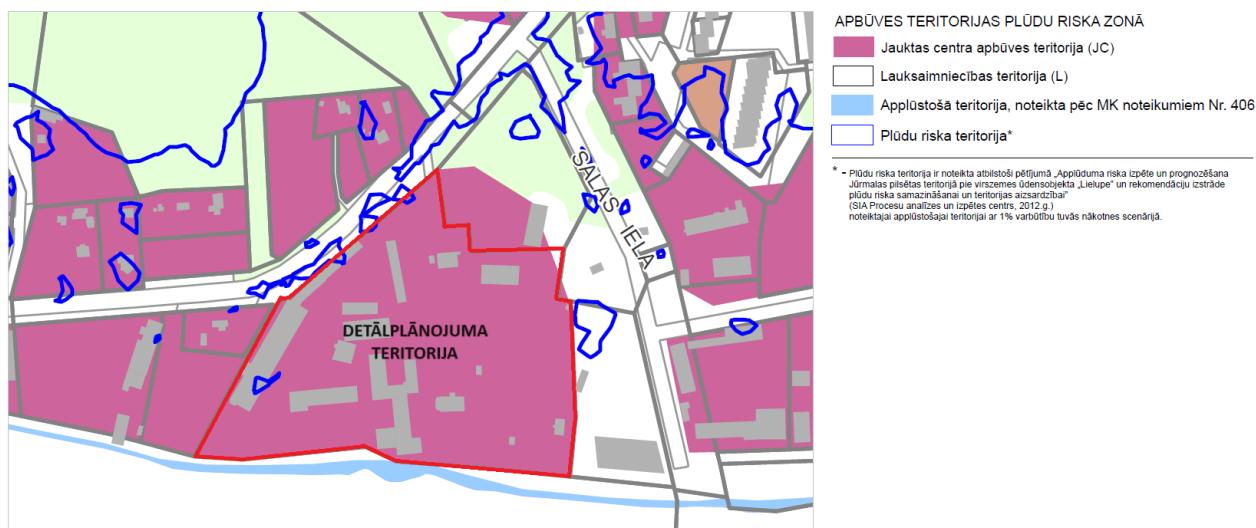 APBŪVES TERITORIJAS PLŪDU RISKA ZONĀ
Jauktas centra apbūves teritorija (JC)
Lauksaimniecības teritorija (L)
Applūstošā teritorija, noteikta pēc MK noteikumiem Nr. 406
Plūdu riska teritorija*
* - Plūdu riska teritorija ir noteikta atbilstoši pētījumā „Applūduma riska izpēte un prognozēšana
Jūrmalas pilsētas teritorijā pie virszemes ūdensobjekta „Lielupe" un rekomendāciju izstrāde
plūdu riska samazināšanai un teritorijas aizsardzībai"
(SIA Procesu analīzes un izpētes centrs, 2012.g.)
noteiktajai applūstošajai teritorijai ar 1% varbūtību tuvās nākotnes scenārijā.
SALAS IELA
DETĀLPLĀNOJUMA
TERITORIJA